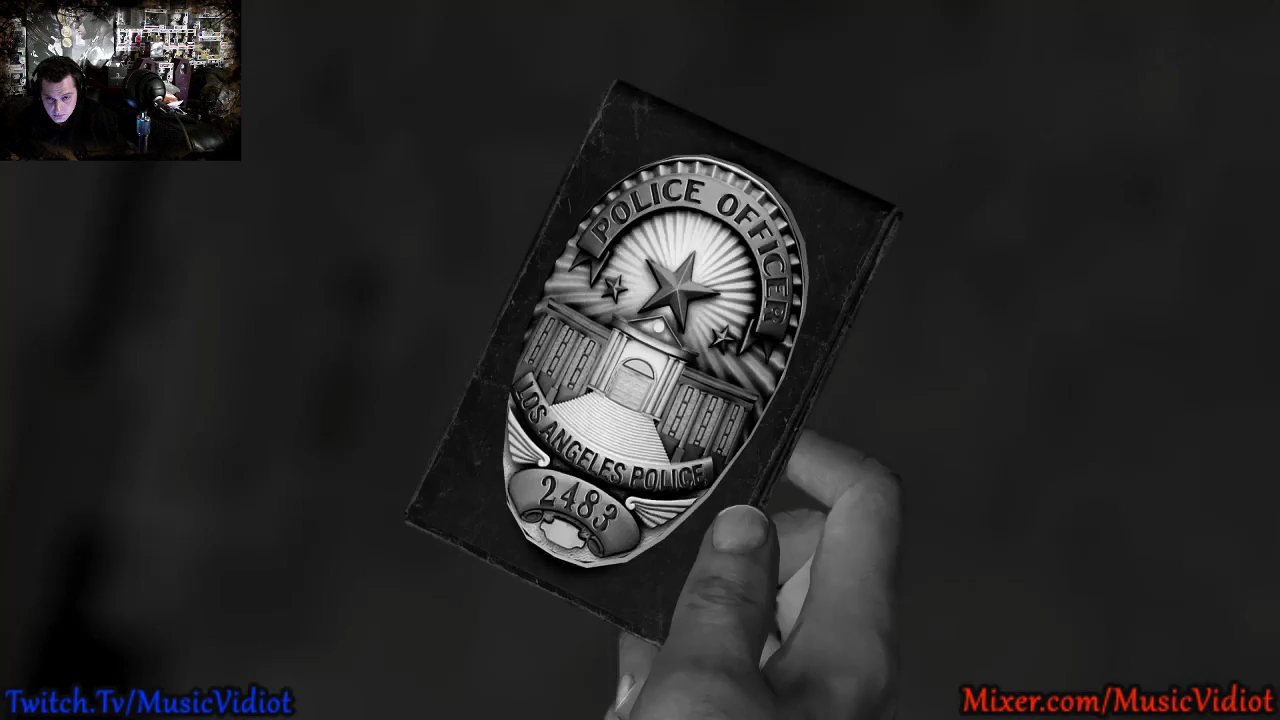 POLICE OFFICER
LOS ANGELES POLICE
2483
Twitch.Tv/MusicVidiot
Mixer.com/MusicVidiot